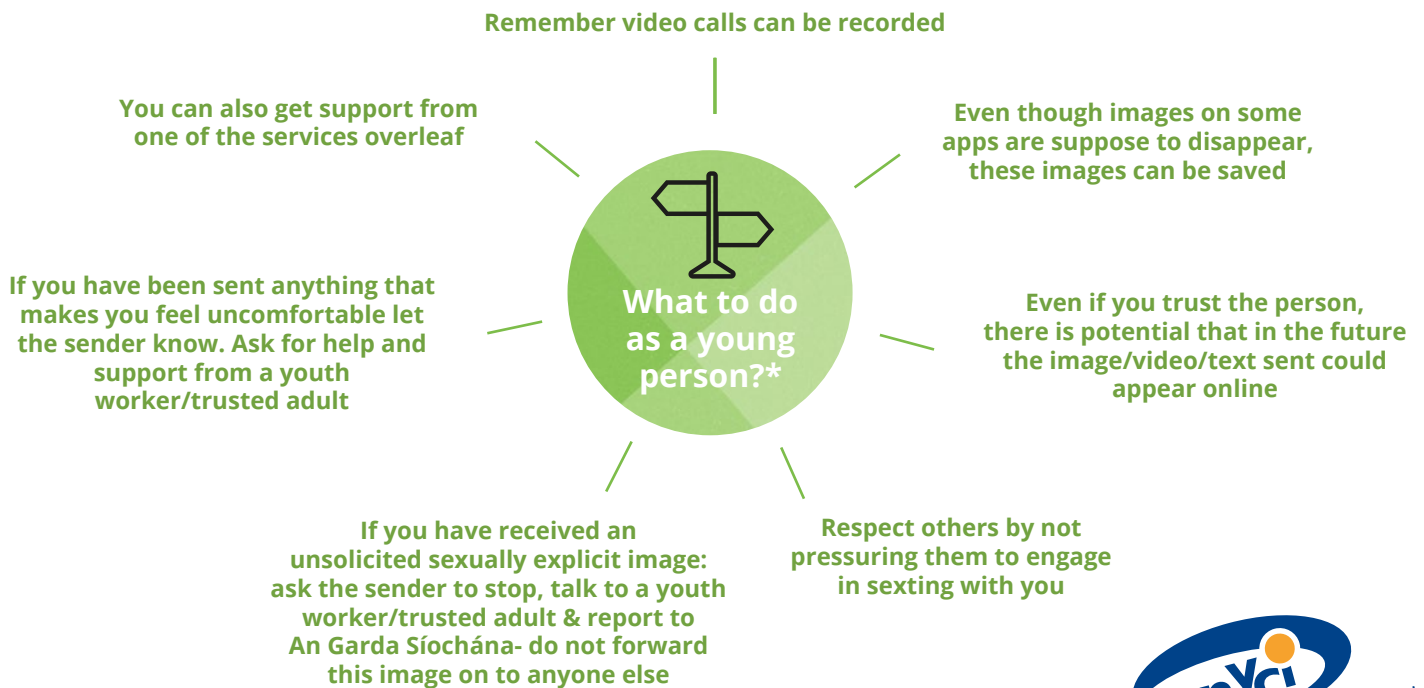 Remember video calls can be recorded
You can also get support from
one of the services overleaf
Even though images on some
apps are suppose to disappear,
these images can be saved
If you have been sent anything that
makes you feel uncomfortable let
the sender know. Ask for help and
support from a youth
worker/trusted adult
What to do
as a young
person?*
Even if you trust the person,
there is potential that in the future
the image/video/text sent could
appear online
If you have received an
unsolicited sexually explicit image:
ask the sender to stop, talk to a youth
worker/trusted adult & report to
An Garda Síochána- do not forward
this image on to anyone else
Respect others by not
pressuring them to engage
in sexting with you